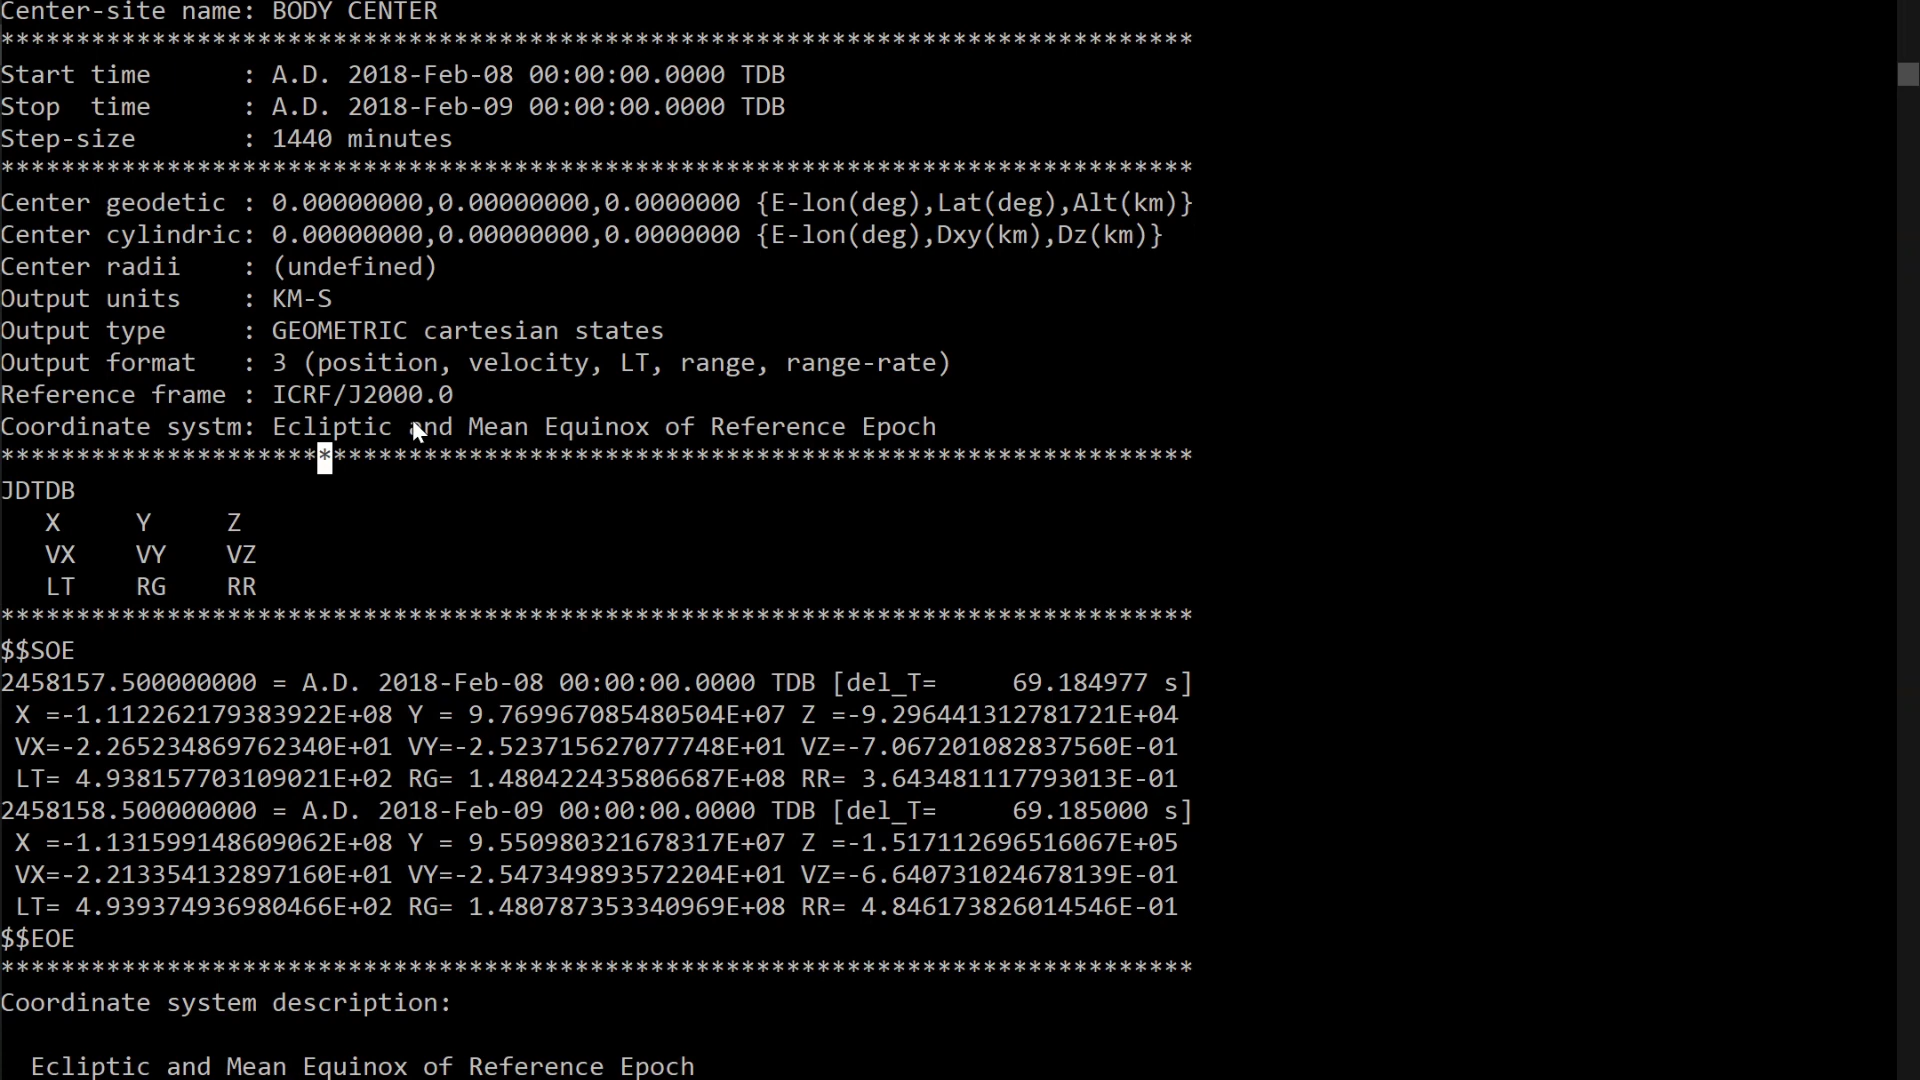 Center-site name: BODY CENTER
*******************************************************************************
Start time      : A.D. 2018-Feb-08 00:00:00.0000 TDB
Stop  time      : A.D. 2018-Feb-09 00:00:00.0000 TDB
Step-size       : 1440 minutes
*******************************************************************************
Center geodetic : 0.00000000,0.00000000,0.0000000 {E-lon(deg),Lat(deg),Alt(km)}
Center cylindric: 0.00000000,0.00000000,0.0000000 {E-lon(deg),Dxy(km),Dz(km)}
Center radii    : (undefined)
Output units    : KM-S
Output type     : GEOMETRIC cartesian states
Output format   : 3 (position, velocity, LT, range, range-rate)
Reference frame : ICRF/J2000.0
Coordinate systm: Ecliptic and Mean Equinox of Reference Epoch
*******************************************************************************
JDTDB
   X     Y     Z
   VX    VY    VZ
   LT    RG    RR
*******************************************************************************
$$SOE
2458157.500000000 = A.D. 2018-Feb-08 00:00:00.0000 TDB [del_T=     69.184977 s]
 X =-1.112262179383922E+08 Y = 9.769967085480504E+07 Z =-9.296441312781721E+04
 VX=-2.265234869762340E+01 VY=-2.523715627077748E+01 VZ=-7.067201082837560E-01
 LT= 4.938157703109021E+02 RG= 1.480422435806687E+08 RR= 3.643481117793013E-01
2458158.500000000 = A.D. 2018-Feb-09 00:00:00.0000 TDB [del_T=     69.185000 s]
 X =-1.131599148609062E+08 Y = 9.550980321678317E+07 Z =-1.517112696516067E+05
 VX=-2.213354132897160E+01 VY=-2.547349893572204E+01 VZ=-6.640731024678139E-01
 LT= 4.939374936980466E+02 RG= 1.480787353340969E+08 RR= 4.846173826014546E-01
$$EOE
*******************************************************************************
Coordinate system description:
  Ecliptic and Mean Equinox of Reference Epoch